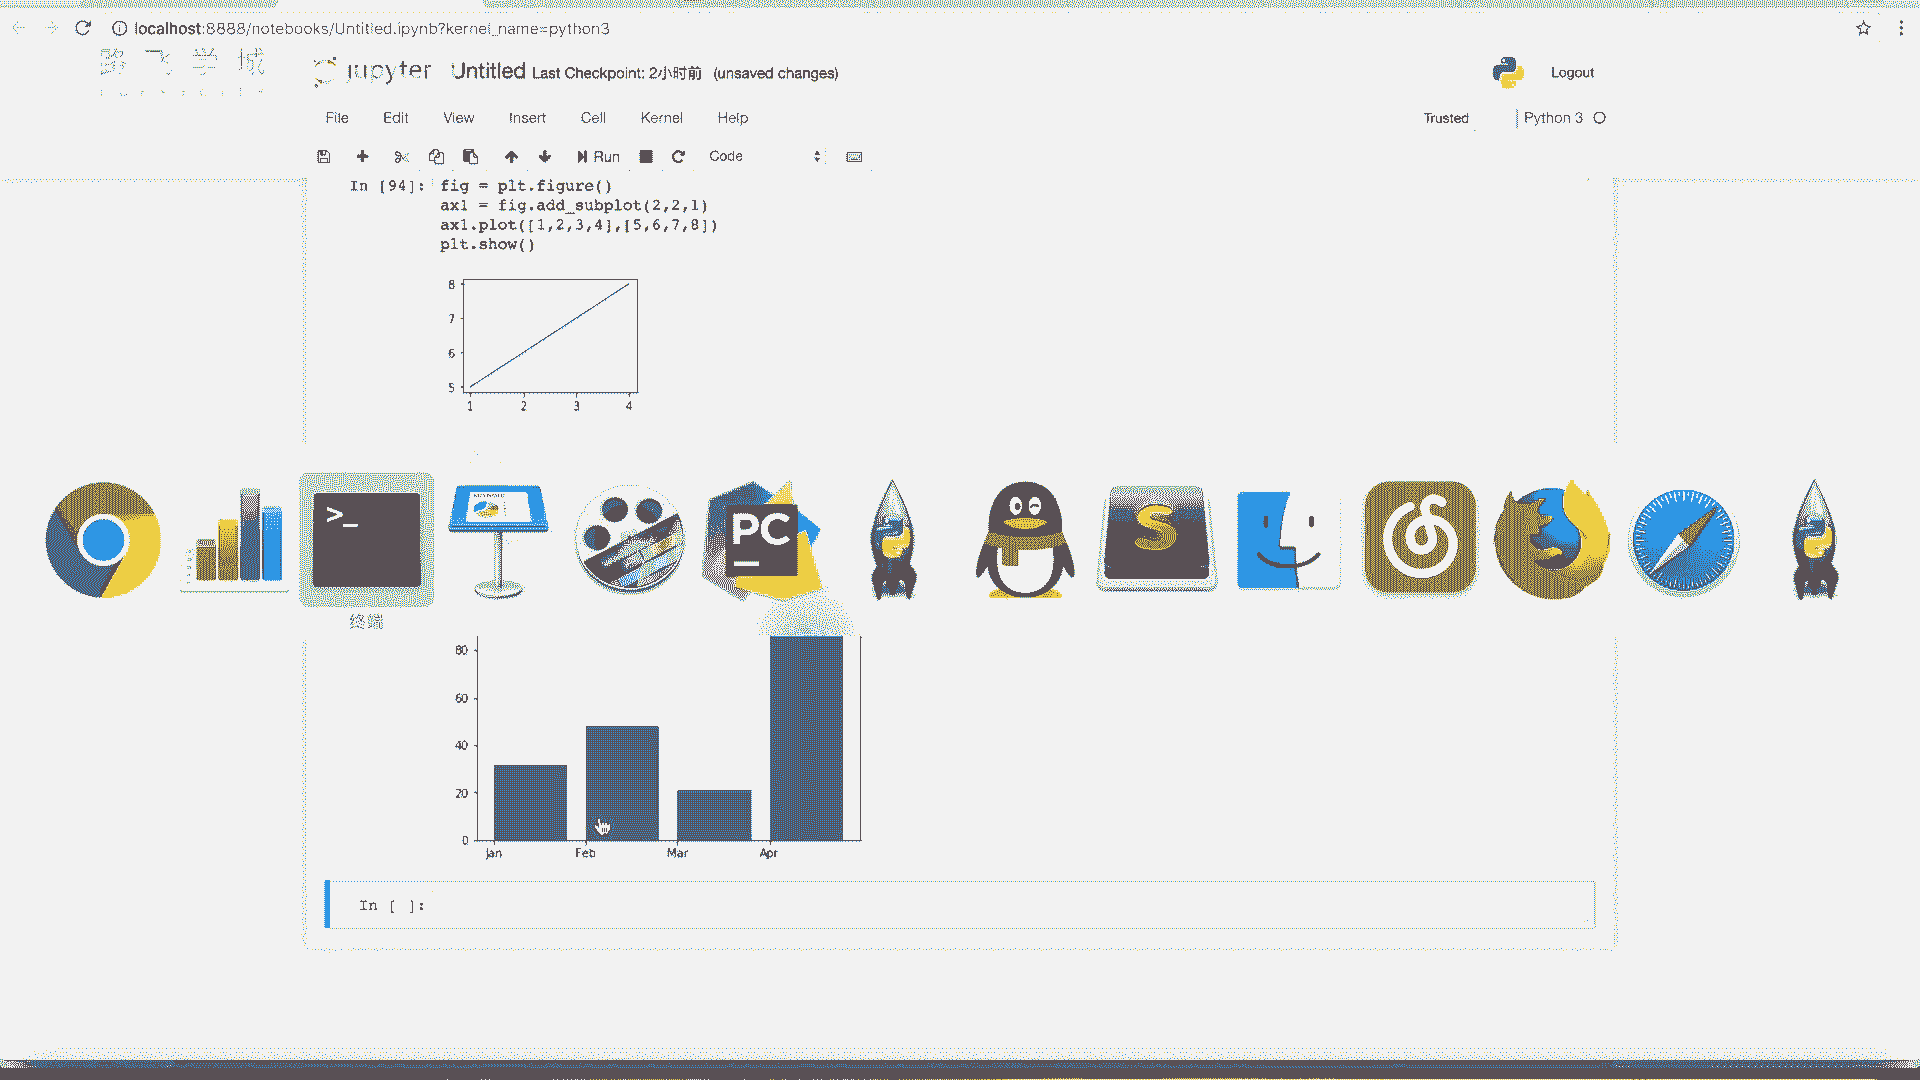 localhost:8888/notebooks/Untitled.ipynb?kernel_name=python3
路飞学城
jupyter Untitled Last Checkpoint: 2小时前 (unsaved changes)
Logout
File Edit View Insert Cell Kernel Help
Trusted Python 3
Run Code
In [94]: fig = plt.figure()
ax1 = fig.add_subplot(2,2,1)
ax1.plot([1,2,3,4],[5,6,7,8])
plt.show()
8
7
6
5
1 2 3 4
>_
PC
S
终端
80
60
40
20
0
Jan Feb Mar Apr
In [ ]: